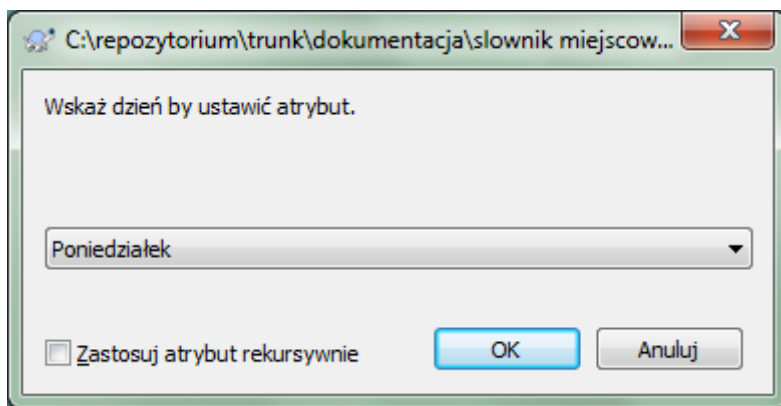 C:\repozytorium\trunk\dokumentacja\slownik miejscow...
Wskaż dzień by ustawić atrybut.
Poniedziałek
Zastosuj atrybut rekursywnie OK Anuluj